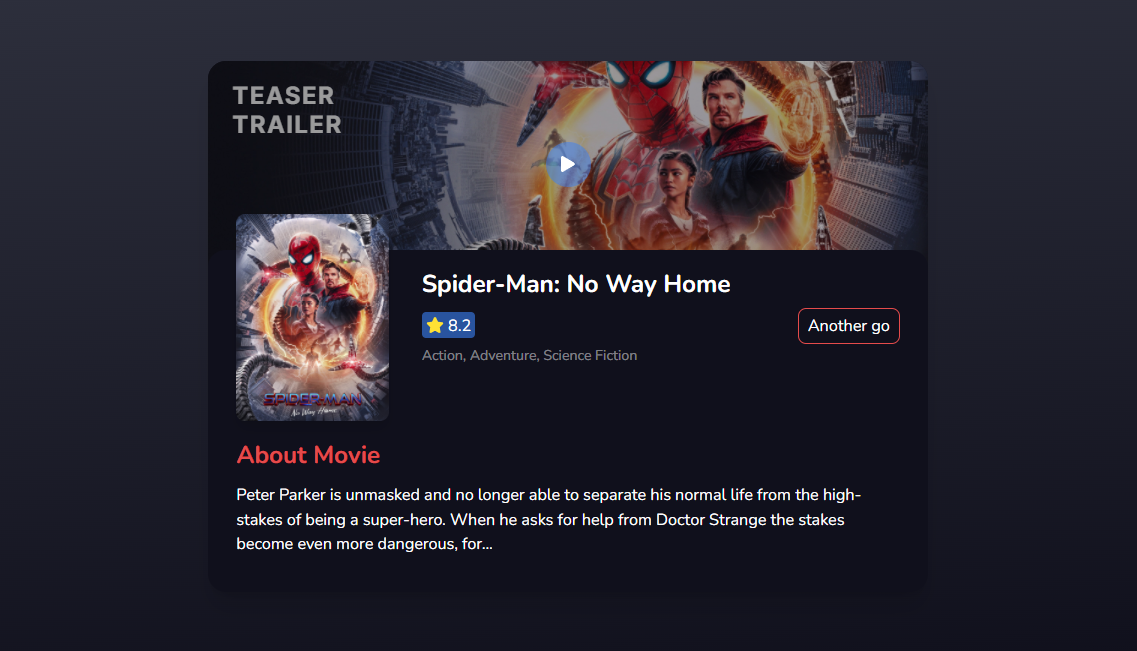 TEASER
TRAILER
Spider-Man: No Way Home
8.2
Another go
Action, Adventure, Science Fiction
SPIDER-MAN
No Way Home
About Movie
Peter Parker is unmasked and no longer able to separate his normal life from the high-
stakes of being a super-hero. When he asks for help from Doctor Strange the stakes
become even more dangerous, for...